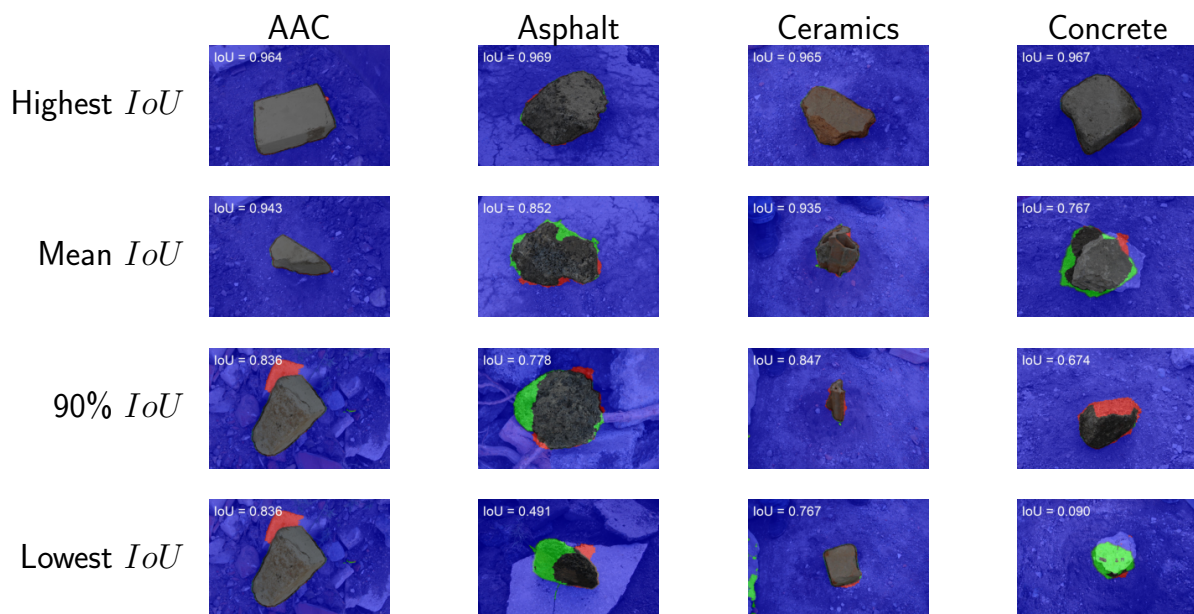 AAC Asphalt Ceramics Concrete
Highest IoU
IoU = 0.964 IoU = 0.969 IoU = 0.965 IoU = 0.967
Mean IoU
IoU = 0.943 IoU = 0.852 IoU = 0.935 IoU = 0.767
90% IoU
IoU = 0.836 IoU = 0.778 IoU = 0.847 IoU = 0.674
Lowest IoU
IoU = 0.836 IoU = 0.491 IoU = 0.767 IoU = 0.090